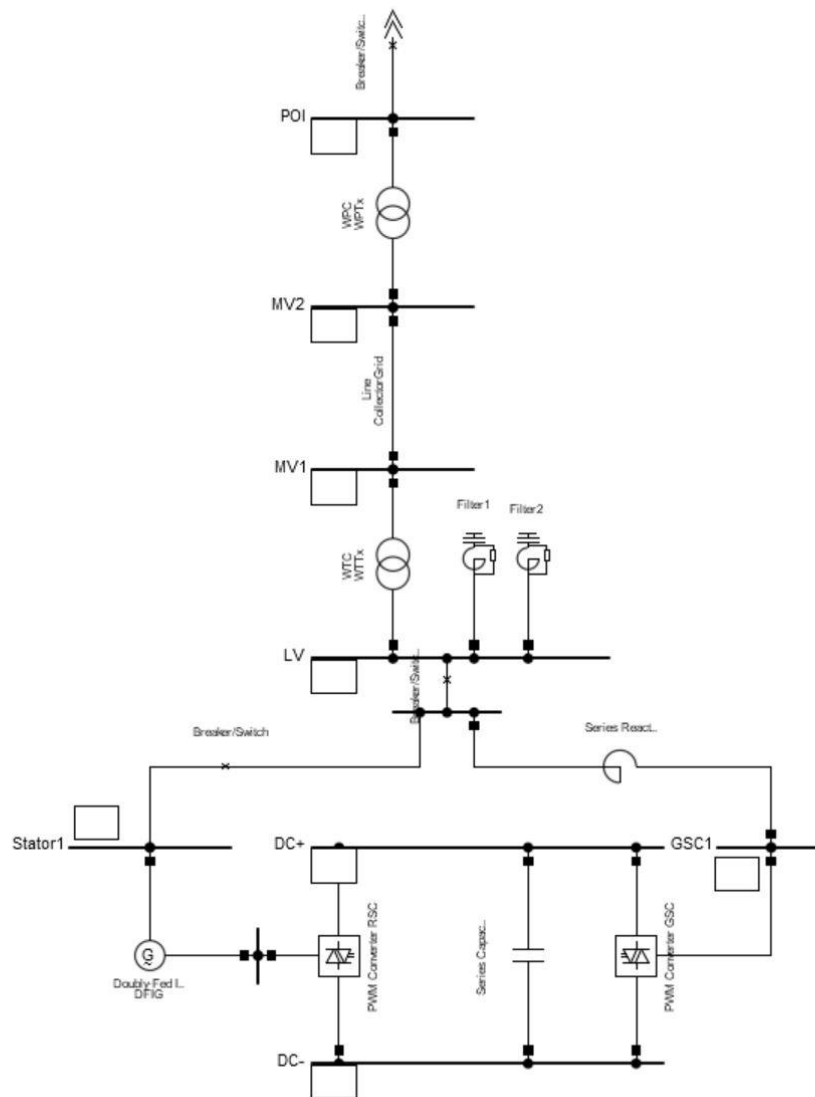 Breaker/Switc..
POI
WPC
WPTx
MV2
Line
CollectorGrid
MV1
Filter1
Filter2
WTC
WTTx
LV
Breaker/Switc..
Breaker/Switch
Series React..
Stator1
DC+
GSC1
G
~
Doubly-Fed I..
DFIG
PWM Converter RSC
Series Capac..
PWM Converter GSC
DC-